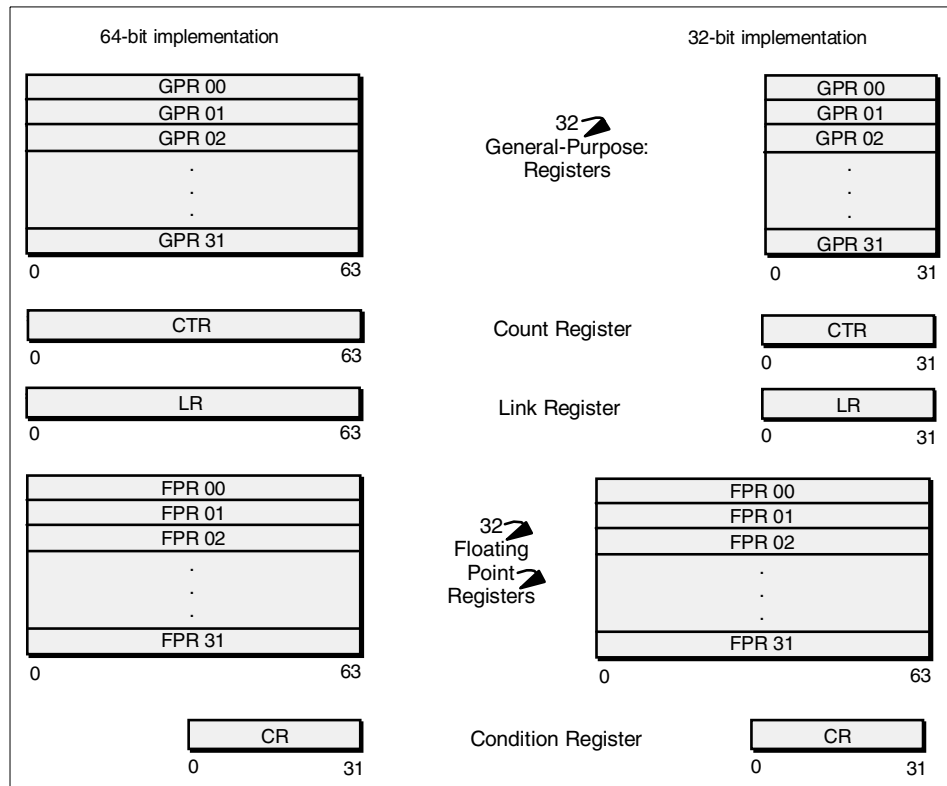 64-bit implementation
32-bit implementation
GPR 00
GPR 01
GPR 02
.
.
.
GPR 31
0 63
32
General-Purpose:
Registers
GPR 00
GPR 01
GPR 02
.
.
.
GPR 31
0 31
CTR
0 63
Count Register
CTR
0 31
LR
0 63
Link Register
LR
0 31
FPR 00
FPR 01
FPR 02
.
.
.
FPR 31
0 63
32
Floating
Point
Registers
FPR 00
FPR 01
FPR 02
.
.
.
FPR 31
0 63
CR
0 31
Condition Register
CR
0 31